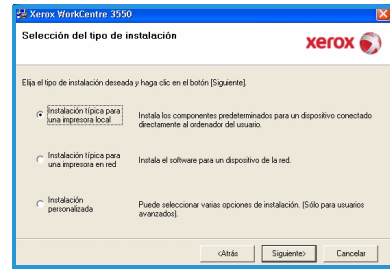 Xerox WorkCentre 3550
Selección del tipo de
instalación
xerox
Elija el tipo de instalación deseada y haga clic en el botón [Siguiente].
Instalación típica para
una impresora local
Instala los componentes predeterminados para un dispositivo conectado
directamente al ordenador del usuario.
Instalación típica para
una impresora en red
Instala el software para un dispositivo de la red.
Instalación
personalizada
Puede seleccionar varias opciones de instalación. (Sólo para usuarios
avanzados).
<Atrás
Siguiente>
Cancelar